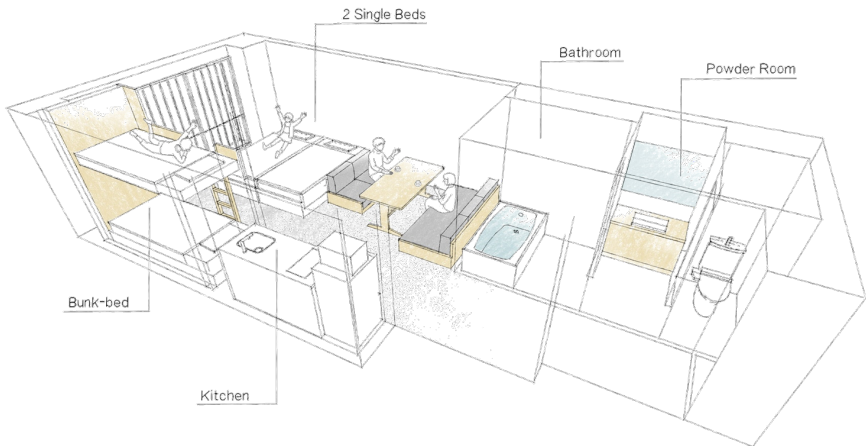 2 Single Beds
Bathroom
Powder Room
Bunk-bed
Kitchen